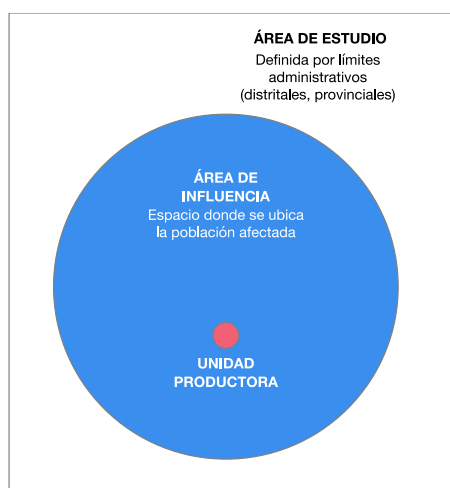 ÁREA DE ESTUDIO
Definida por límites
administrativos
(distritales, provinciales)
ÁREA DE
INFLUENCIA
Espacio donde se ubica
la población afectada
UNIDAD
PRODUCTORA